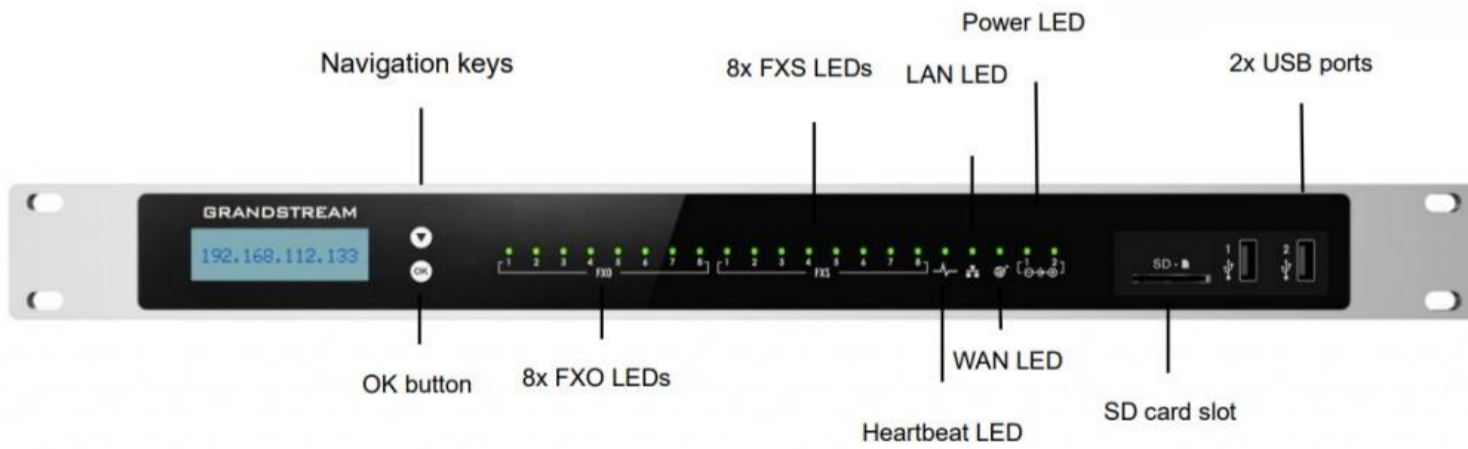 Power LED
Navigation keys
8x FXS LEDs
LAN LED
2x USB ports
GRANDSTREAM
192.168.112.133
OK
1 2 3 4 5 6 7 8
FXO
1 2 3 4 5 6 7 8
FXS
1 2
SD-
1
2
OK button
8x FXO LEDs
WAN LED
Heartbeat LED
SD card slot